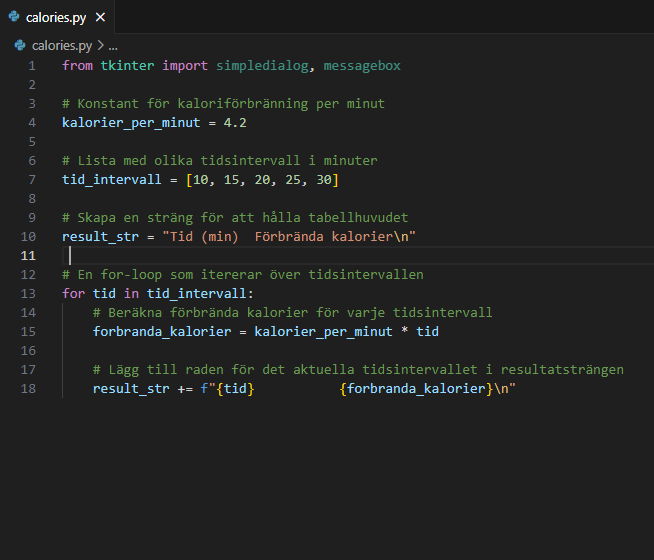 calories.py ×
calories.py > ...
1 from tkinter import simpledialog, messagebox
2
3 # Konstant för kaloriförbränning per minut
4 kalorier_per_minut = 4.2
5
6 # Lista med olika tidsintervall i minuter
7 tid_intervall = [10, 15, 20, 25, 30]
8
9 # Skapa en sträng för att hålla tabellhuvudet
10 result_str = "Tid (min)  Förbrända kalorier\n"
11
12 # En for-loop som itererar över tidsintervallen
13 for tid in tid_intervall:
14     # Beräkna förbrända kalorier för varje tidsintervall
15     forbranda_kalorier = kalorier_per_minut * tid
16
17     # Lägg till raden för det aktuella tidsintervallet i resultatsträngen
18     result_str += f"{tid}           {forbranda_kalorier}\n"